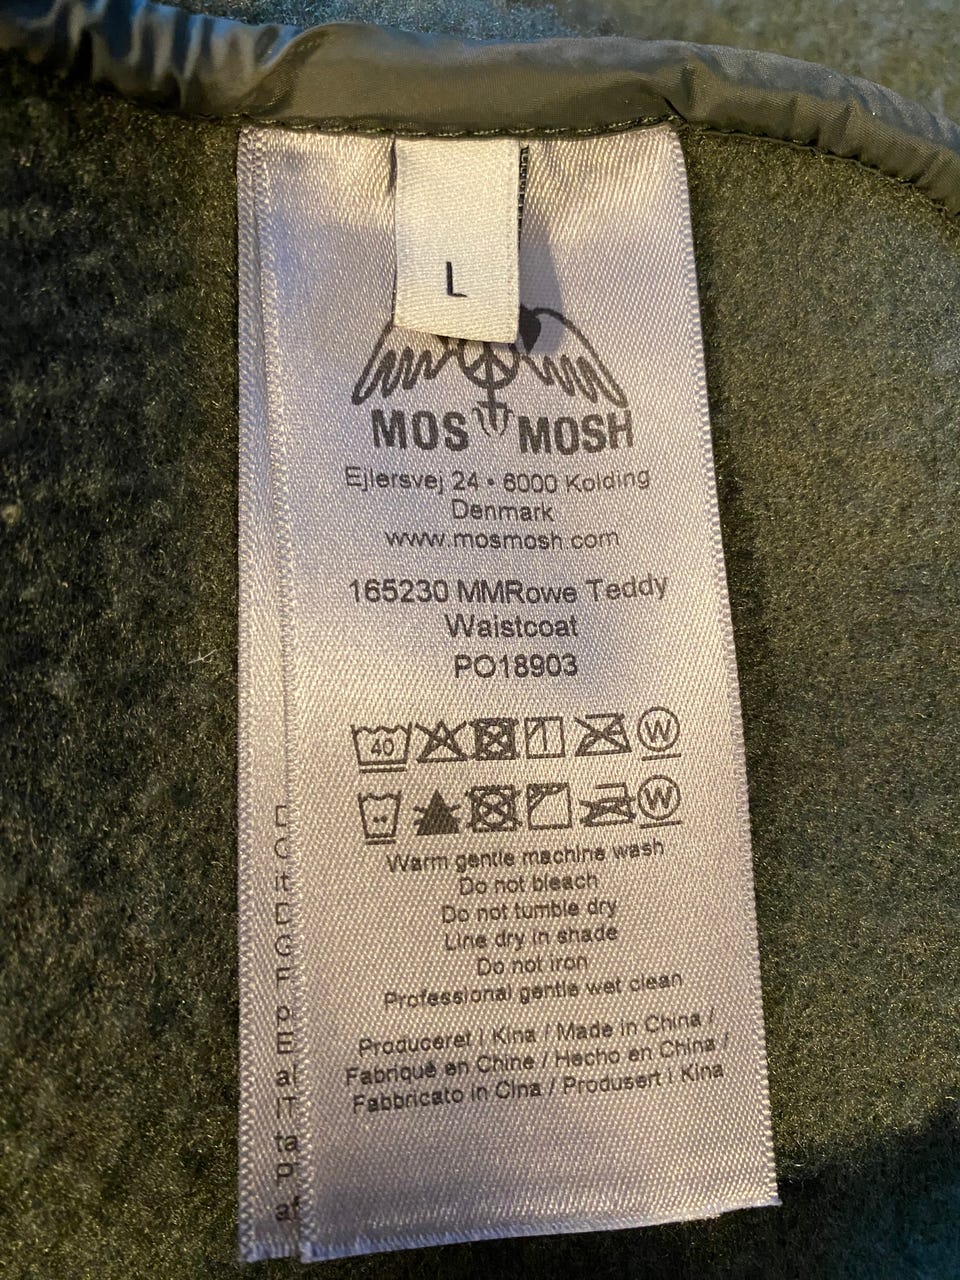 L
MOS MOSH
Ejlersvej 24 • 6000 Kolding
Denmark
www.mosmosh.com
165230 MMRowe Teddy
Waistcoat
PO18903
40 W
W
Warm gentle machine wash
Do not bleach
Do not tumble dry
Line dry in shade
Do not iron
Professional gentle wet clean
Produceret i Kina / Made in China /
Fabriqué en Chine / Hecho en China /
Fabbricato in Cina / Produsert i Kina